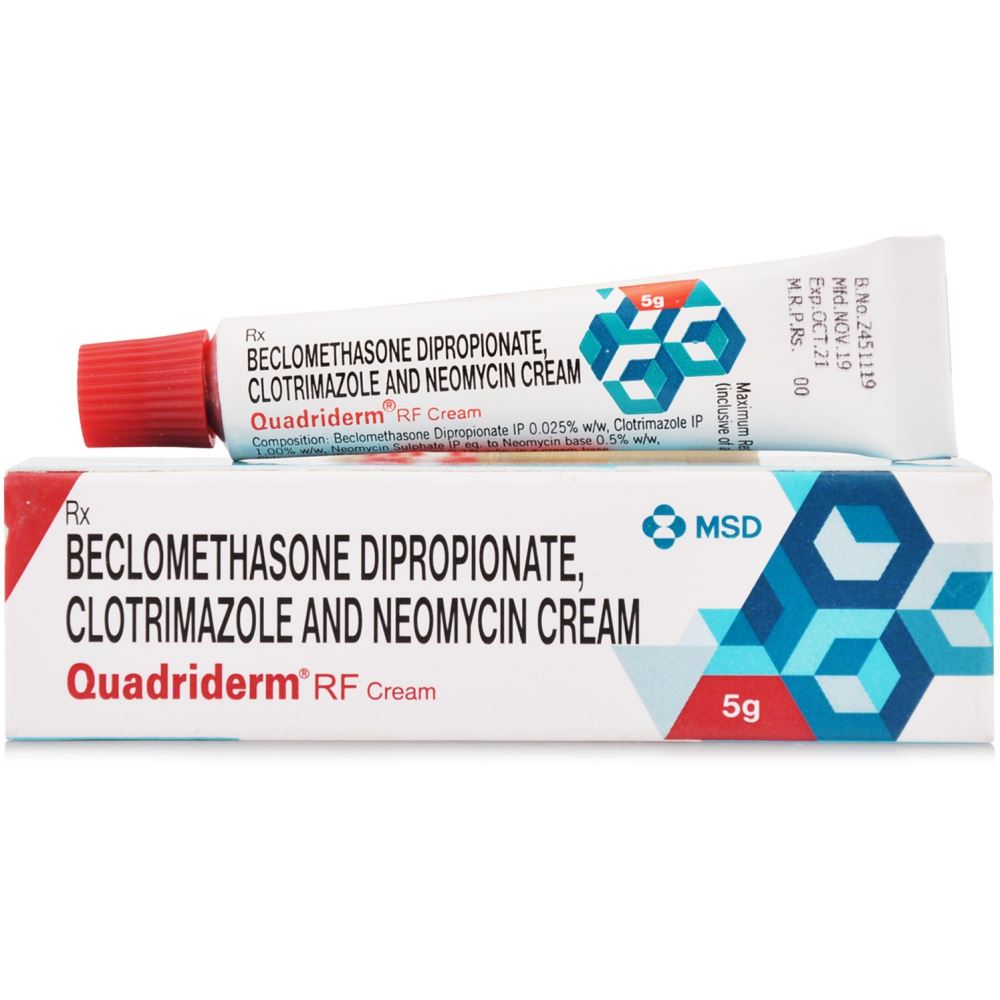 Rx
BECLOMETHASONE DIPROPIONATE,
CLOTRIMAZOLE AND NEOMYCIN CREAM
Quadriderm® RF Cream
Composition: Beclomethasone Dipropionate IP 0.025% w/w, Clotrimazole IP
1.00% w/w, Neomycin Sulphate IP eq. to Neomycin base 0.5% w/w,
5g
Maximum
(inclusive of
B.No.Z451119
Mfd.NOV.19
Exp.OCT.21
M.R.P.Rs. 00
Rx
BECLOMETHASONE DIPROPIONATE,
CLOTRIMAZOLE AND NEOMYCIN CREAM
Quadriderm® RF Cream
MSD
5g